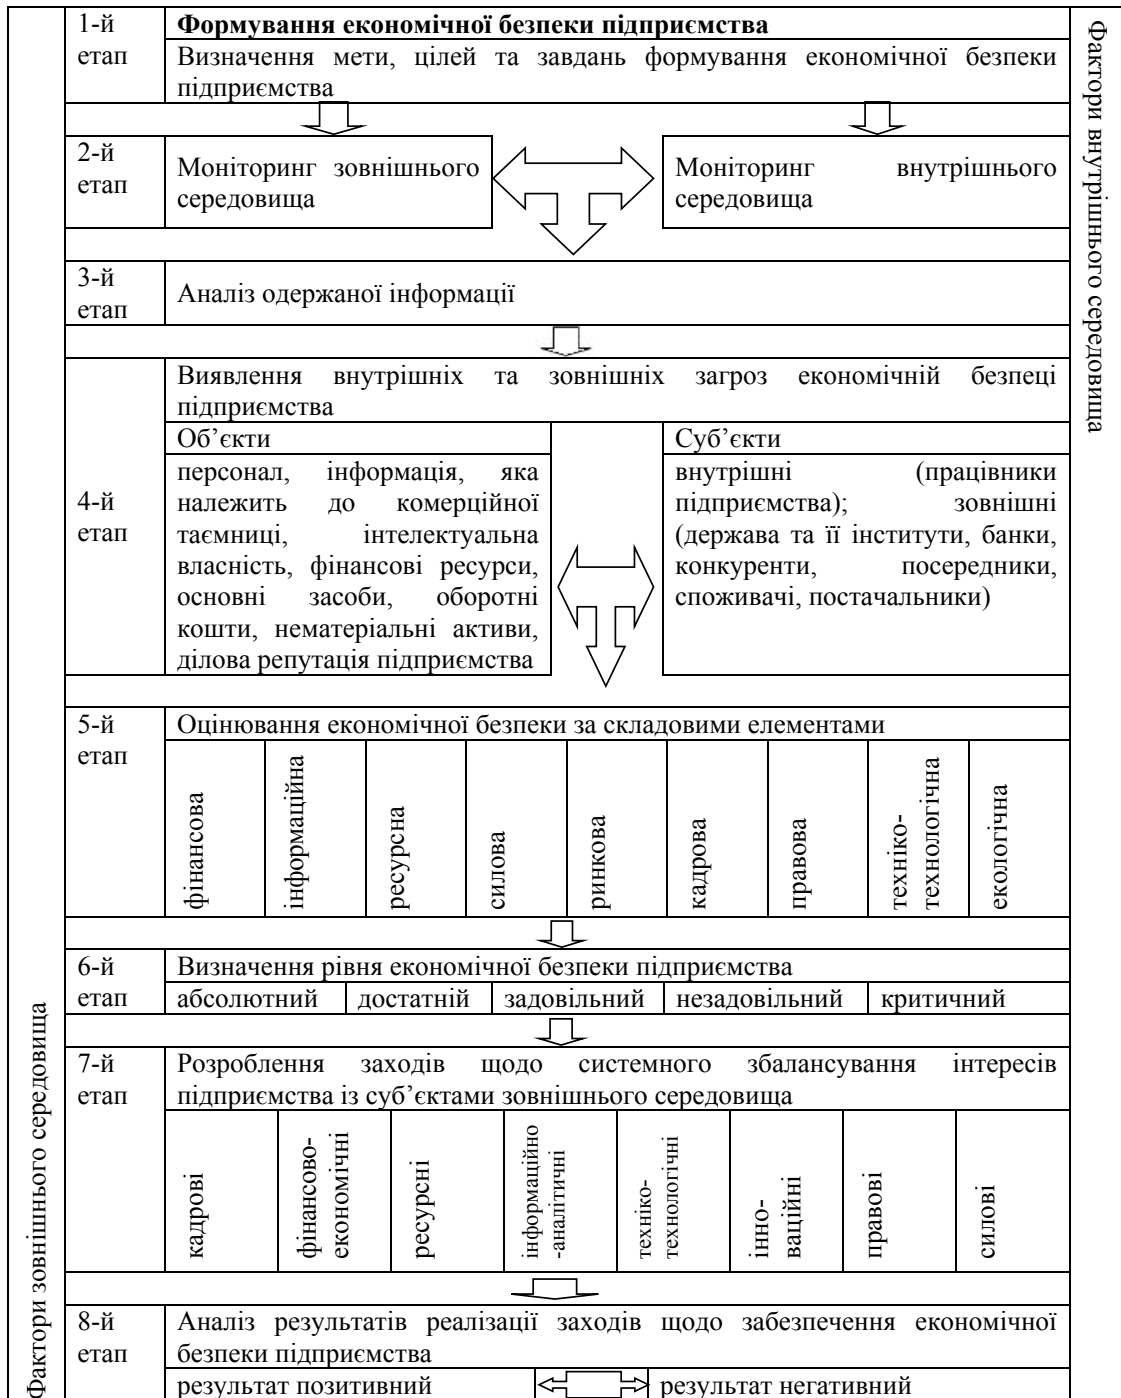 1-й
етап
Формування економічної безпеки підприємства
Визначення мети, цілей та завдань формування економічної безпеки
підприємства
2-й
етап
Моніторинг зовнішнього
середовища
Моніторинг внутрішнього
середовища
3-й
етап
Аналіз одержаної інформації
4-й
етап
Виявлення внутрішніх та зовнішніх загроз економічній безпеці
підприємства
Об’єкти
персонал, інформація, яка
належить до комерційної
таємниці, інтелектуальна
власність, фінансові ресурси,
основні засоби, оборотні
кошти, нематеріальні активи,
ділова репутація підприємства
Суб’єкти
внутрішні (працівники
підприємства); зовнішні
(держава та її інститути, банки,
конкуренти, посередники,
споживачі, постачальники)
5-й
етап
Оцінювання економічної безпеки за складовими елементами
фінансова
інформаційна
ресурсна
силова
ринкова
кадрова
правова
техніко-
технологічна
екологічна
6-й
етап
Визначення рівня економічної безпеки підприємства
абсолютний
достатній
задовільний
незадовільний
критичний
7-й
етап
Розроблення заходів щодо системного збалансування інтересів
підприємства із суб’єктами зовнішнього середовища
кадрові
фінансово-
економічні
ресурсні
інформаційно
-аналітичні
техніко-
технологічні
інно-
ваційні
правові
силові
8-й
етап
Аналіз результатів реалізації заходів щодо забезпечення економічної
безпеки підприємства
результат позитивний
результат негативний
Фактори зовнішнього середовища
Фактори внутрішнього середовища